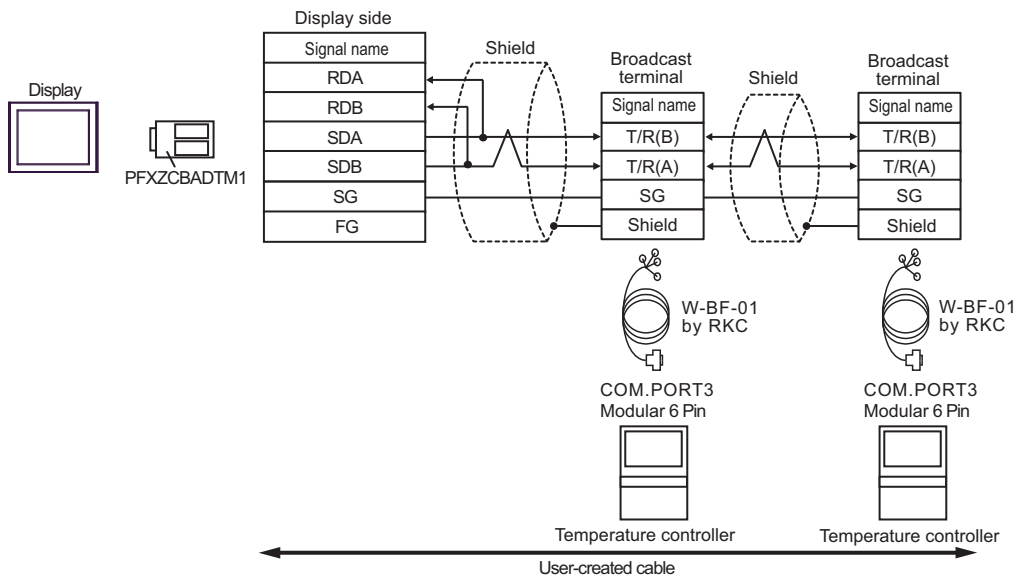 Display
PFXZCBADTM1
Display side
Signal name
RDA
RDB
SDA
SDB
SG
FG
Shield
Broadcast
terminal
Signal name
T/R(B)
T/R(A)
SG
Shield
Shield
Broadcast
terminal
Signal name
T/R(B)
T/R(A)
SG
Shield
W-BF-01
by RKC
W-BF-01
by RKC
COM.PORT3
Modular 6 Pin
COM.PORT3
Modular 6 Pin
Temperature controller
Temperature controller
User-created cable